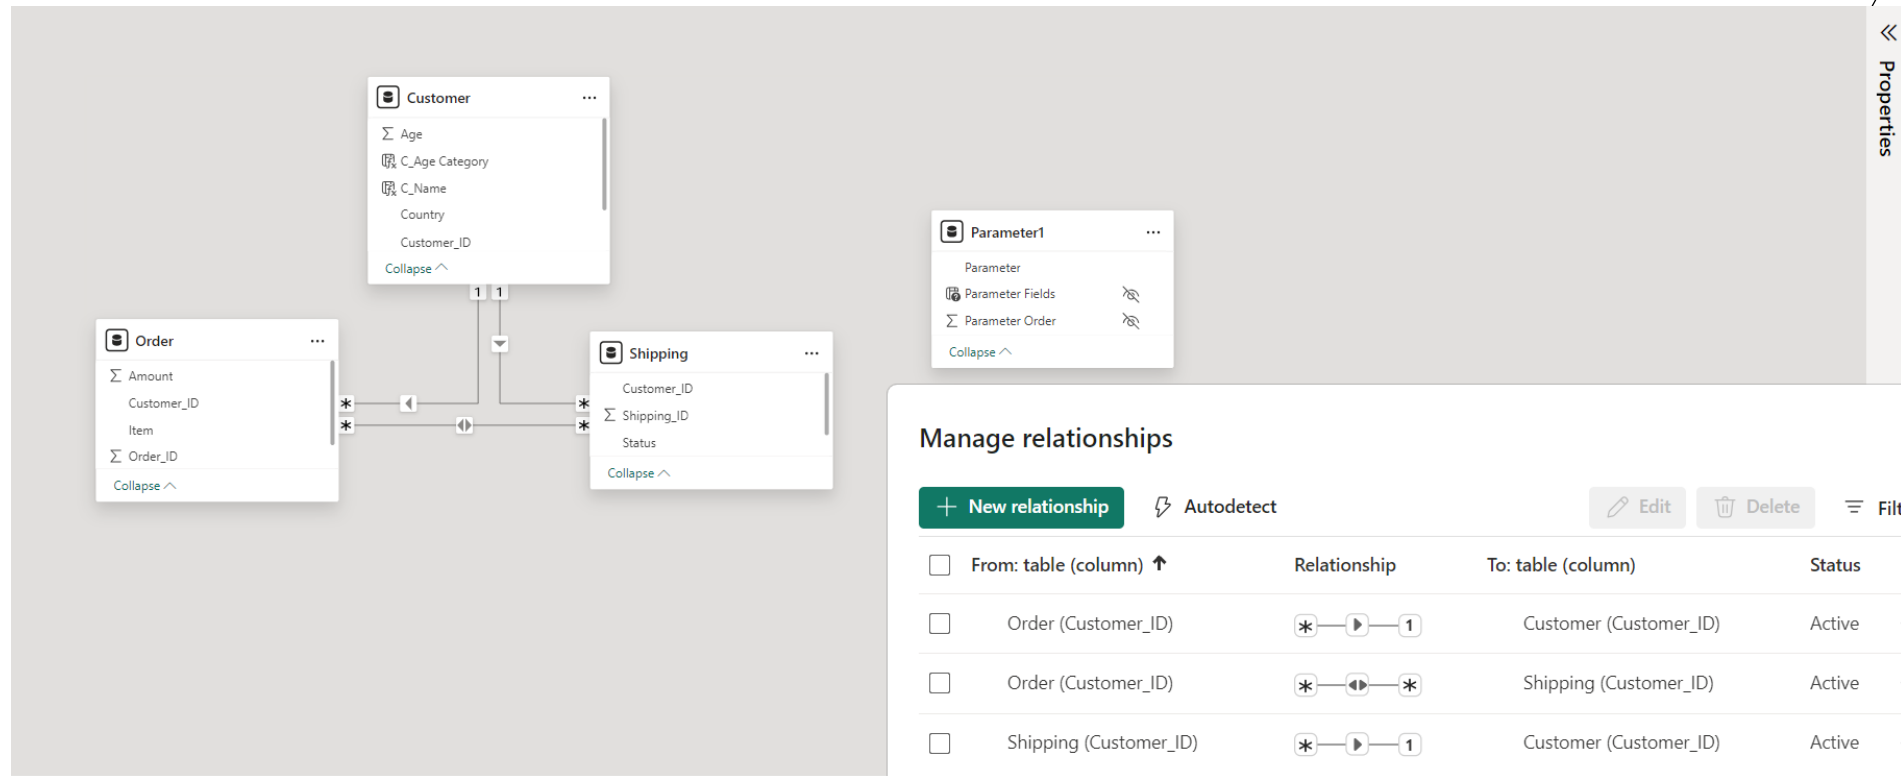 Customer
Age
C_Age Category
C_Name
Country
Customer_ID
Collapse
1 1
Order
Amount
Customer_ID
Item
Order_ID
Collapse
* *
* *
Shipping
Customer_ID
Shipping_ID
Status
Collapse
Parameter1
Parameter
Parameter Fields
Parameter Order
Collapse
Properties
Manage relationships
New relationship Autodetect Edit Delete Filt
From: table (column) Relationship To: table (column) Status
Order (Customer_ID) * 1 Customer (Customer_ID) Active
Order (Customer_ID) * * Shipping (Customer_ID) Active
Shipping (Customer_ID) * 1 Customer (Customer_ID) Active